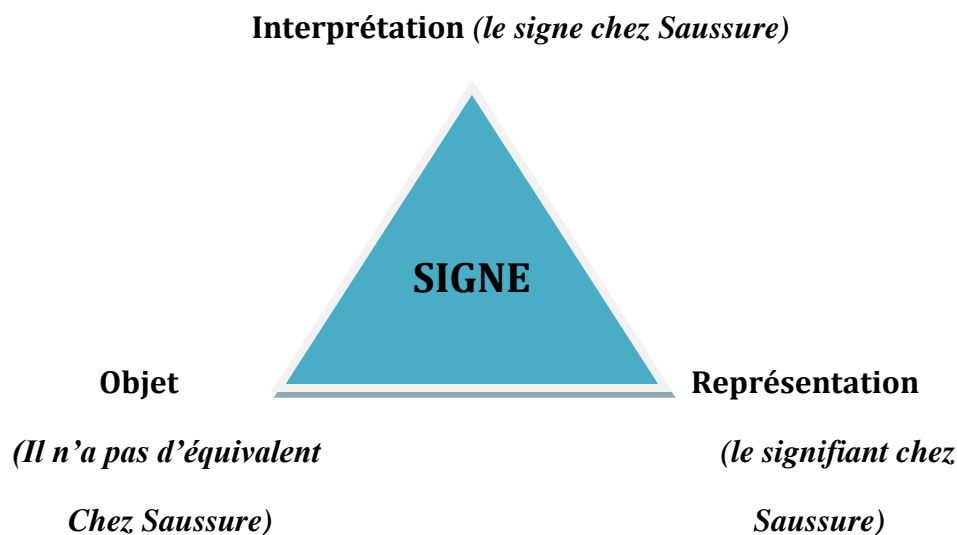 Interprétation (le signe chez Saussure)
SIGNE
Objet
(Il n’a pas d’équivalent
Chez Saussure)
Représentation
(le signifiant chez
Saussure)